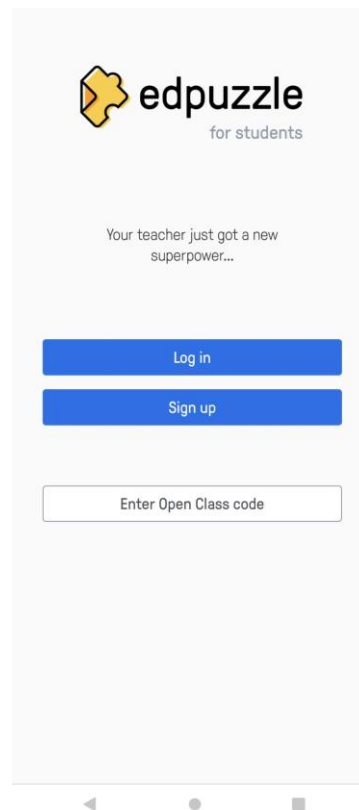 edpuzzle
for students
Your teacher just got a new
superpower...
Log in
Sign up
Enter Open Class code